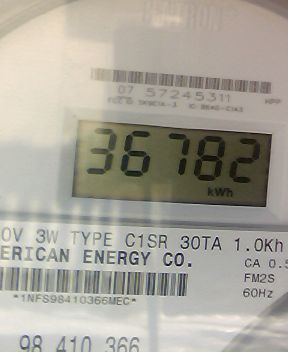 07 57245311
36782
kWh
0V 3W TYPE C1SR 30TA 1.0Kh
ERICAN ENERGY CO.
CA 0.5
FM2S
*1NFS98410366MEC*
60Hz
98 410 366